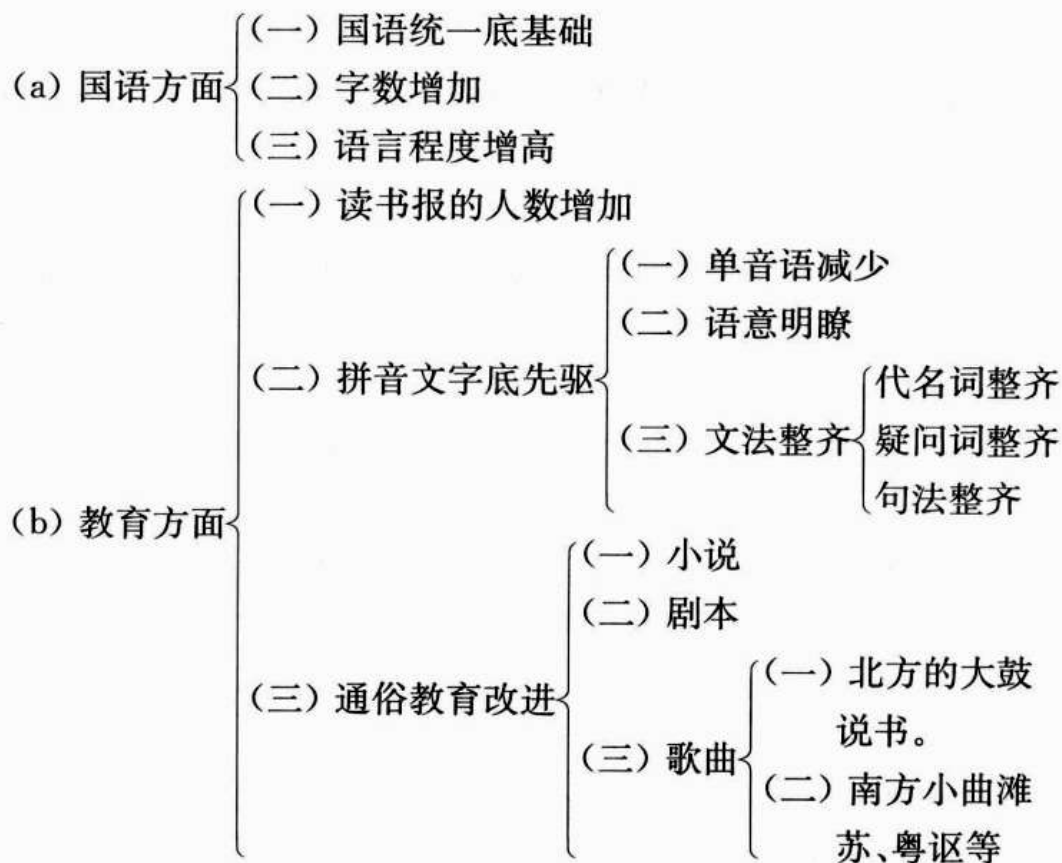 (a) 国语方面
(一) 国语统一底基础
(二) 字数增加
(三) 语言程度增高
(b) 教育方面
(一) 读书报的人数增加
(二) 拼音文字底先驱
(一) 单音语减少
(二) 语意明瞭
(三) 文法整齐
代名词整齐
疑问词整齐
句法整齐
(三) 通俗教育改进
(一) 小说
(二) 剧本
(三) 歌曲
(一) 北方的大鼓
说书。
(二) 南方小曲滩
苏、粤讴等